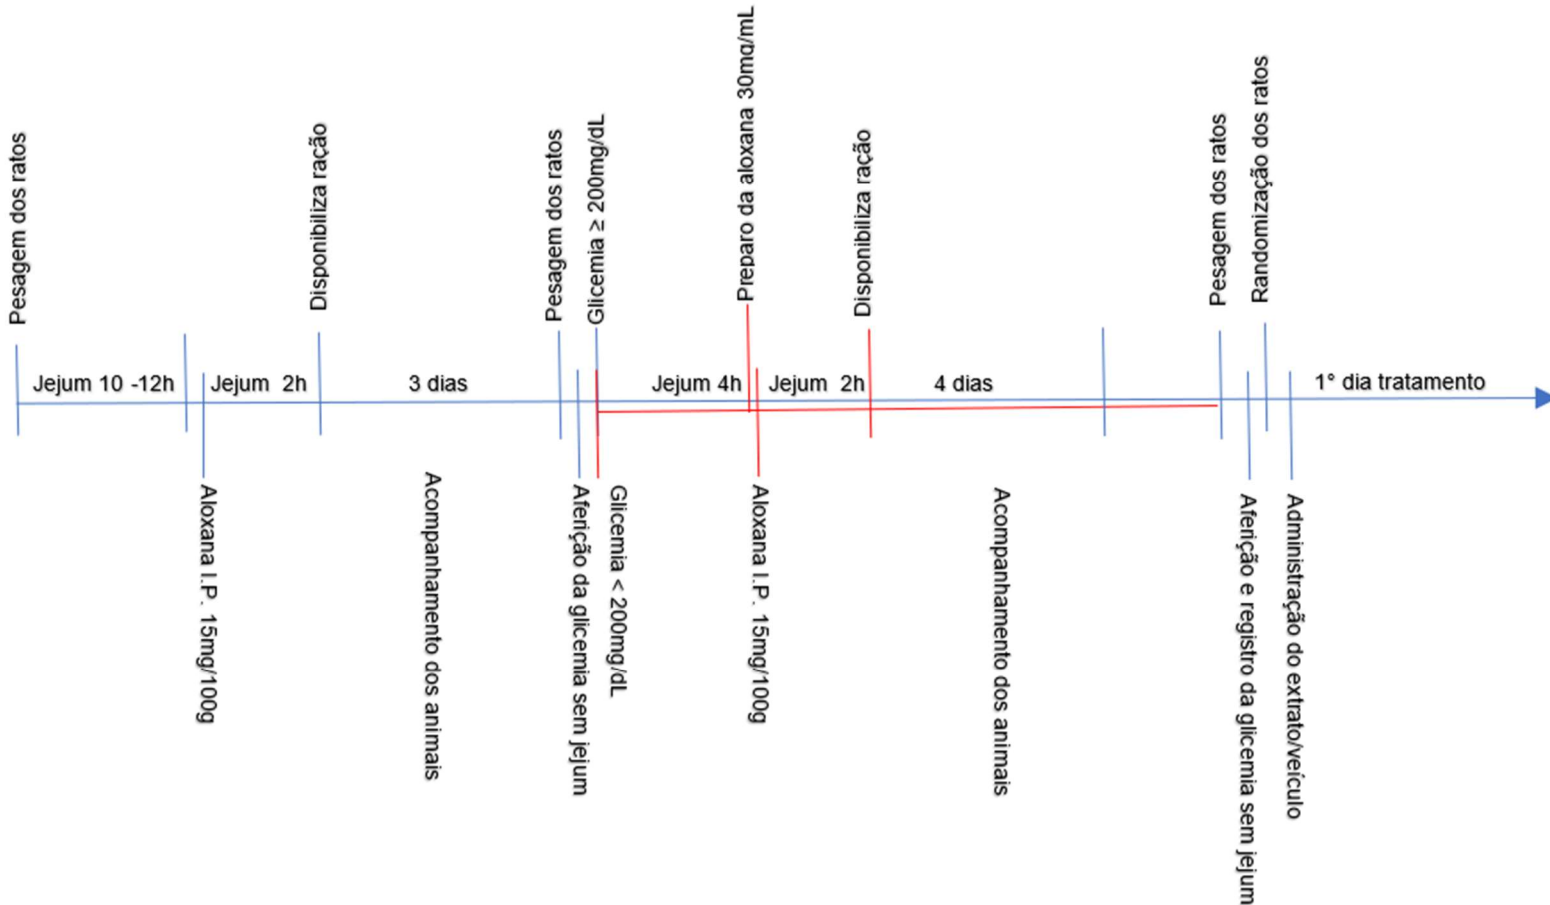 Pesagem dos ratos
Jejum 10 -12h
Aloxana I.P. 15mg/100g
Jejum 2h
Disponibiliza ração
3 dias
Acompanhamento dos animais
Pesagem dos ratos
Aferição da glicemia sem jejum
Glicemia ≥ 200mg/dL
Glicemia < 200mg/dL
Jejum 4h
Preparo da aloxana 30mg/mL
Aloxana I.P. 15mg/100g
Jejum 2h
Disponibiliza ração
4 dias
Acompanhamento dos animais
Pesagem dos ratos
Aferição e registro da glicemia sem jejum
Randomização dos ratos
Administração do extrato/veículo
1° dia tratamento